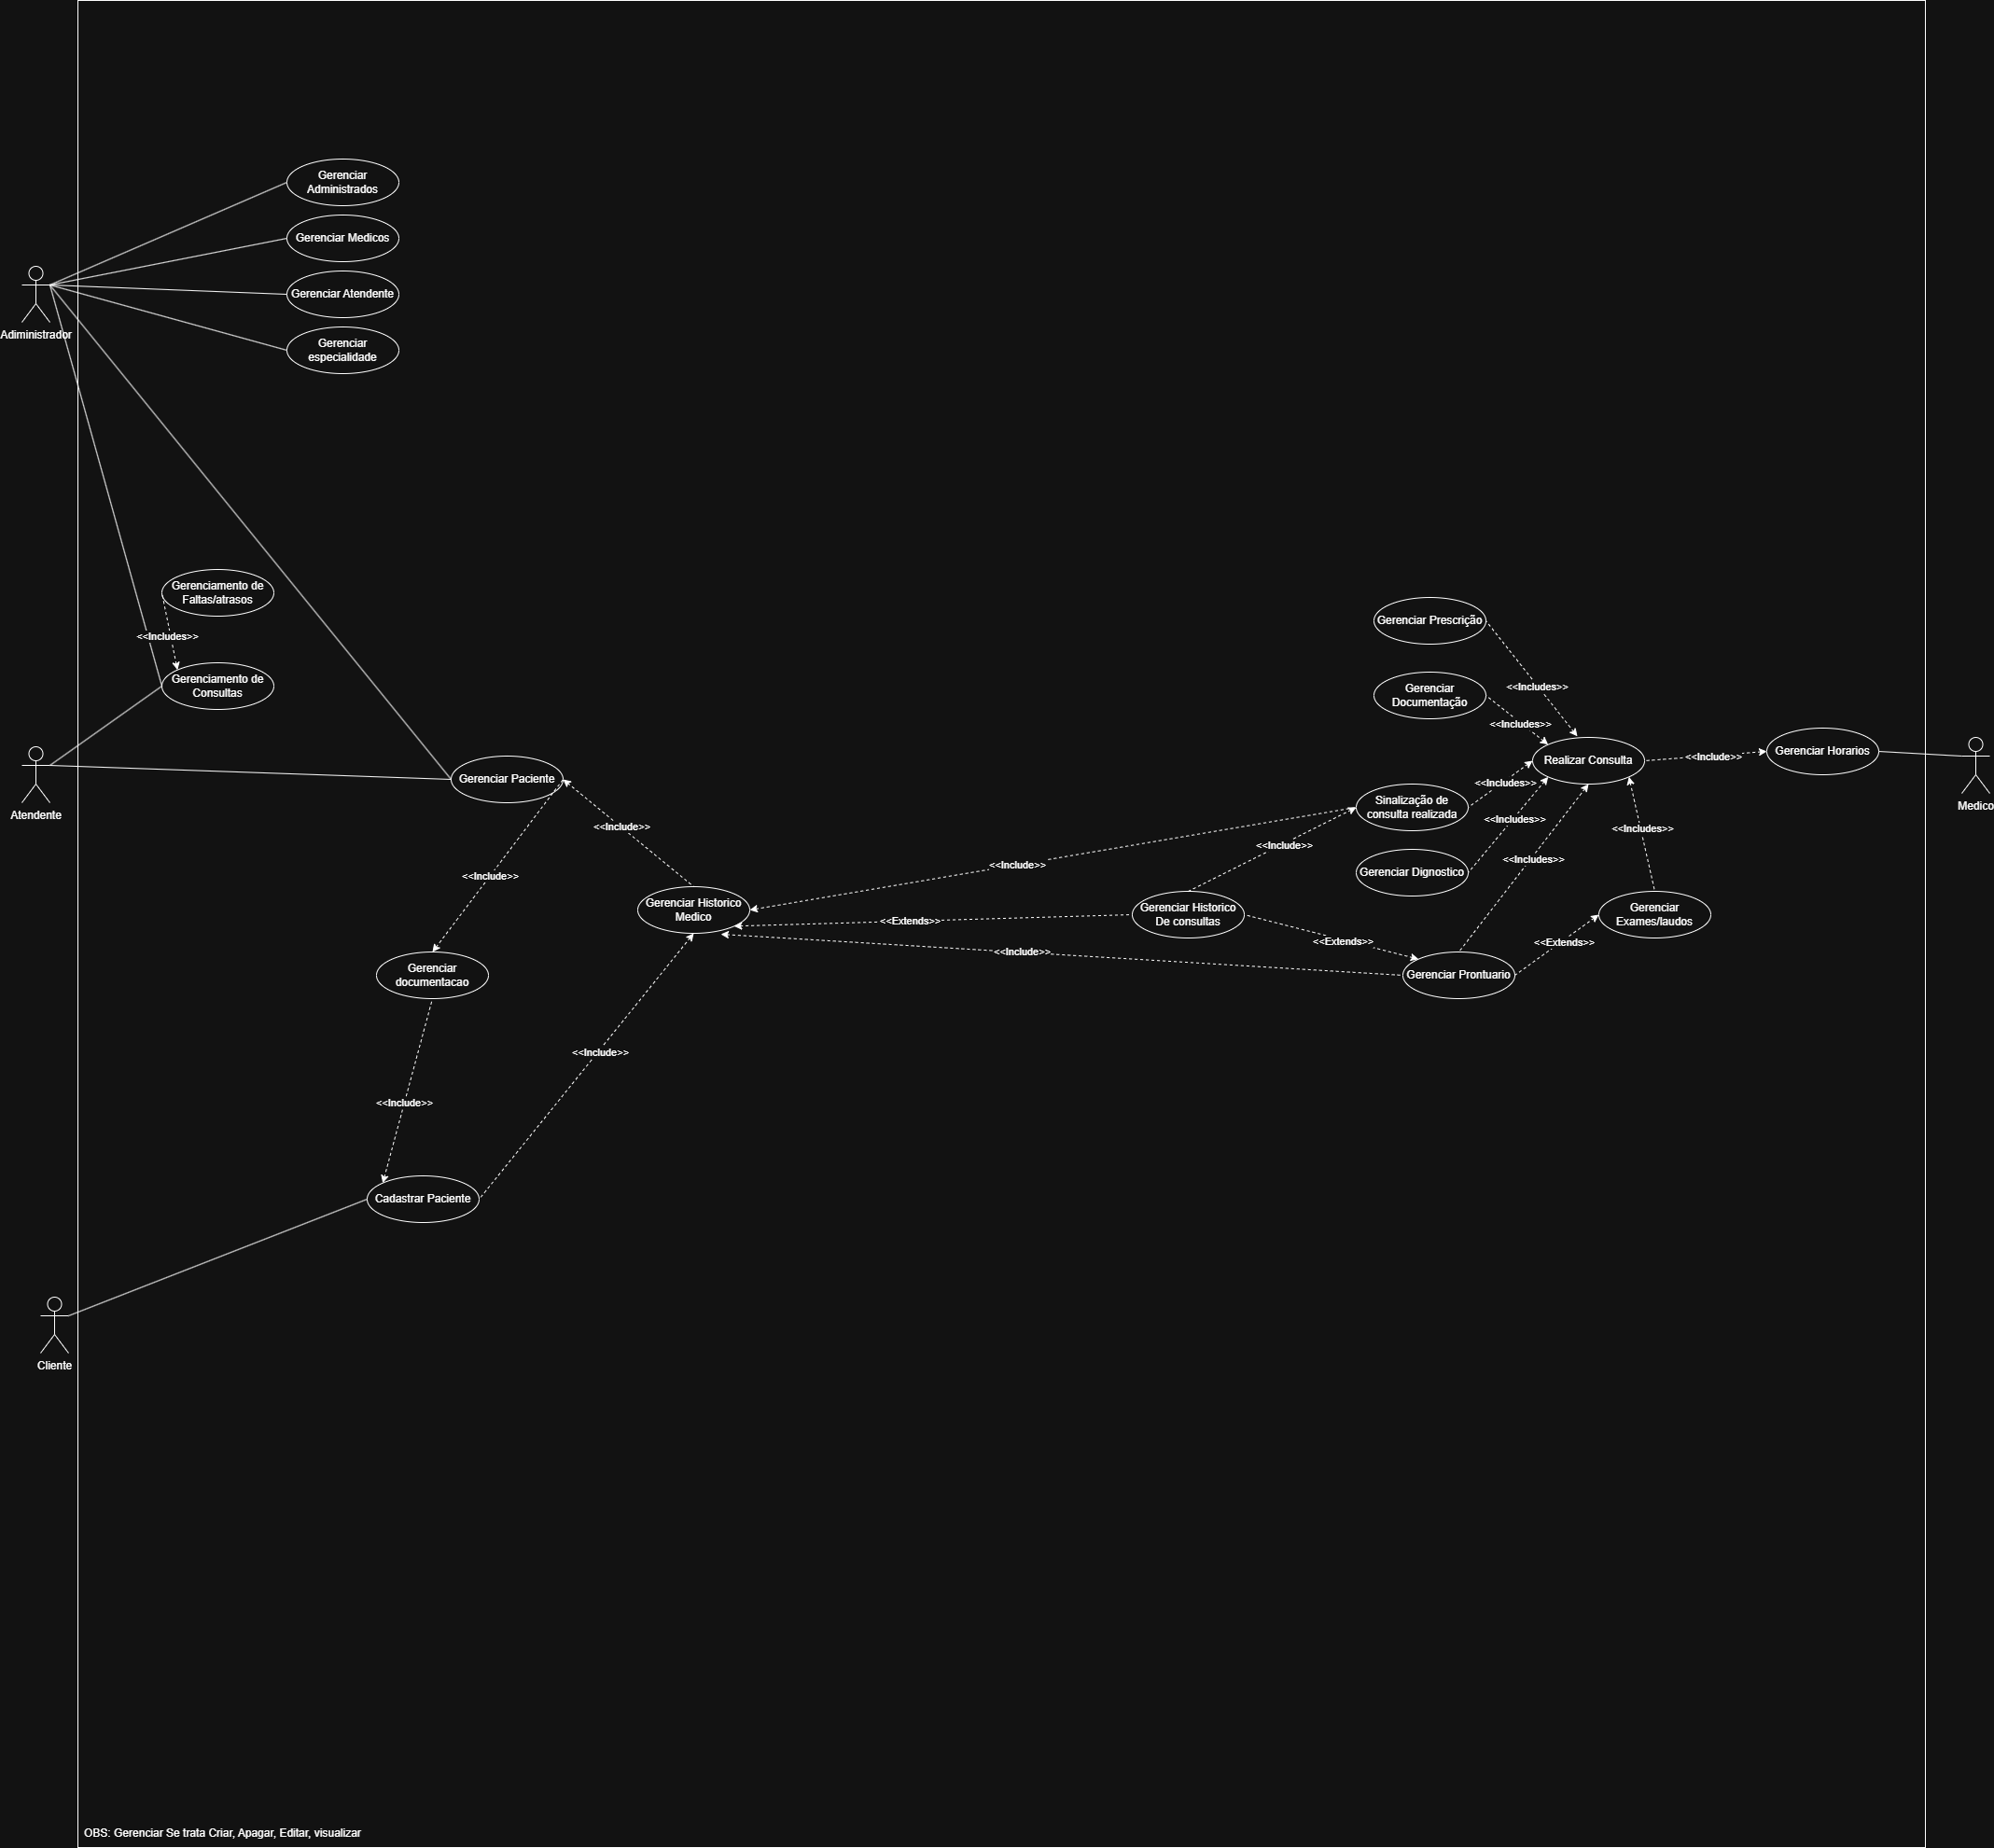 Gerenciar
Administrados
Gerenciar Medicos
Gerenciar Atendente
Gerenciar
especialidade
Adiministrador
Gerenciamento de
Faltas/atrasos
<<Includes>>
Gerenciamento de
Consultas
Atendente
Gerenciar Paciente
<<Include>>
<<Include>>
Gerenciar Historico
Medico
Gerenciar
documentacao
<<Include>>
<<Include>>
Cadastrar Paciente
Cliente
Gerenciar Prescrição
<<Includes>>
Gerenciar
Documentação
<<Includes>>
Realizar Consulta
<<Include>>
Gerenciar Horarios
Medico
Sinalização de
consulta realizada
<<Includes>>
<<Includes>>
<<Includes>>
<<Includes>>
<<Include>>
<<Include>>
Gerenciar Dignostico
Gerenciar Historico
De consultas
<<Extends>>
<<Extends>>
<<Extends>>
<<Include>>
Gerenciar
Exames/laudos
Gerenciar Prontuario
OBS: Gerenciar Se trata Criar, Apagar, Editar, visualizar